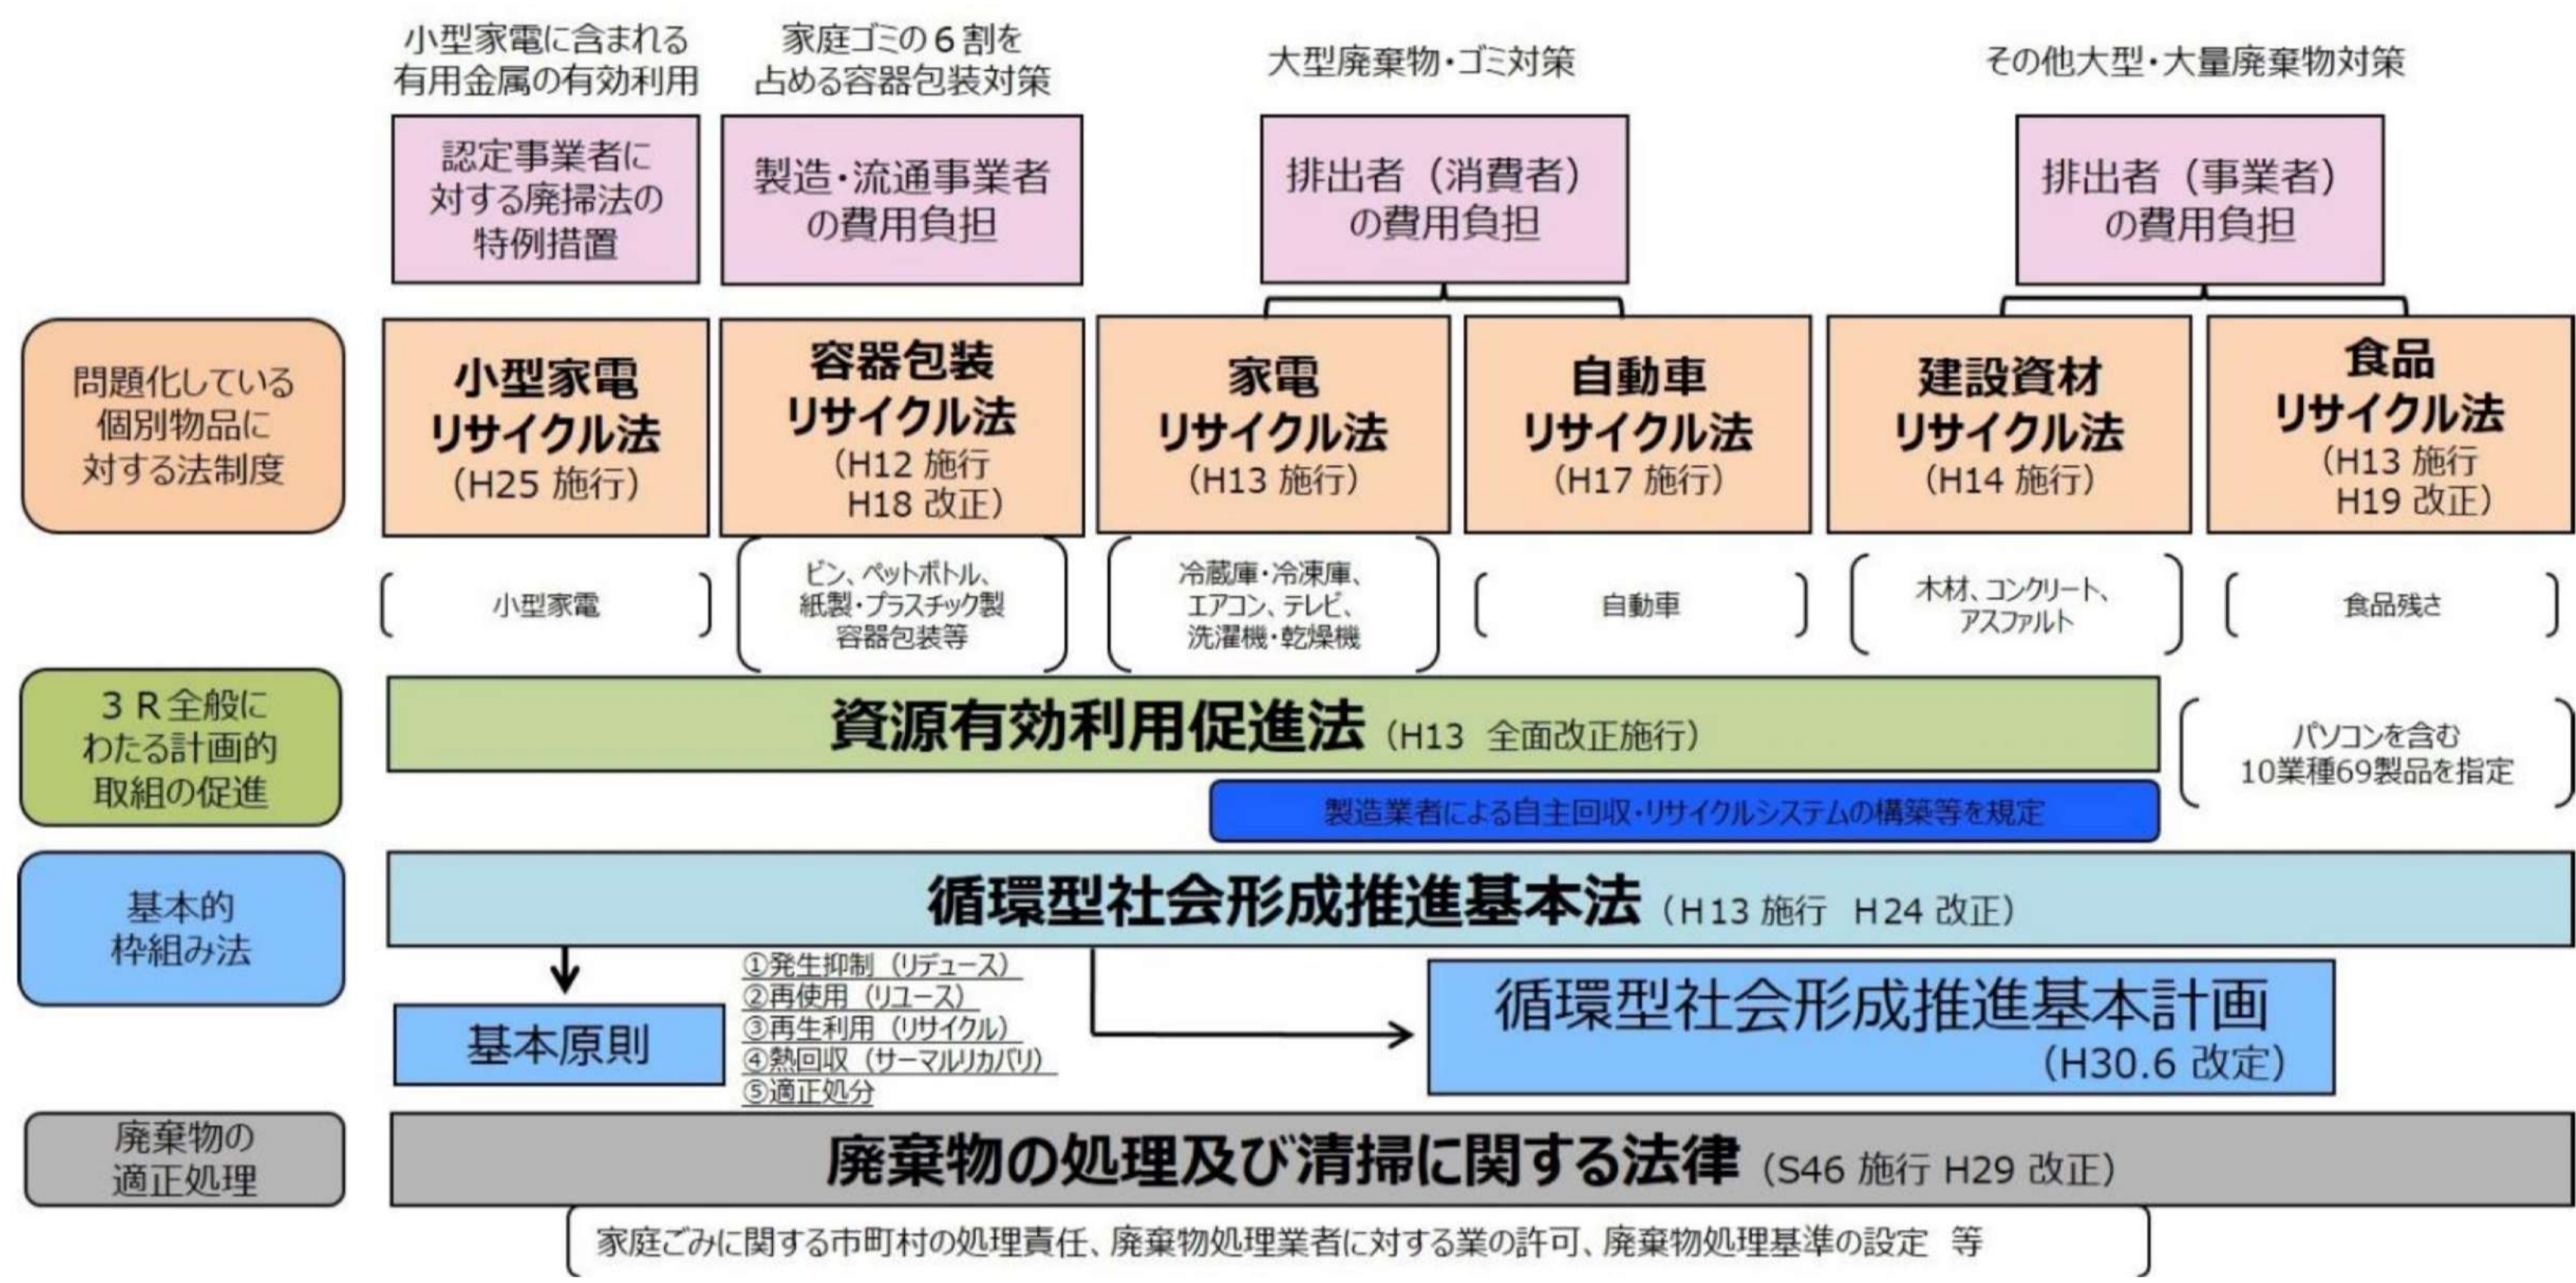 小型家電に含まれる
有用金属の有効利用
家庭ゴミの6割を
占める容器包装対策
大型廃棄物・ゴミ対策
その他大型・大量廃棄物対策
認定事業者に
対する廃掃法の
特例措置
製造・流通事業者
の費用負担
排出者（消費者）
の費用負担
排出者（事業者）
の費用負担
問題化している
個別物品に
対する法制度
小型家電
リサイクル法
（H25 施行）
容器包装
リサイクル法
（H12 施行
H18 改正）
家電
リサイクル法
（H13 施行）
自動車
リサイクル法
（H17 施行）
建設資材
リサイクル法
（H14 施行）
食品
リサイクル法
（H13 施行
H19 改正）
小型家電
ビン、ペットボトル、
紙製・プラスチック製
容器包装等
冷蔵庫・冷凍庫、
エアコン、テレビ、
洗濯機・乾燥機
自動車
木材、コンクリート、
アスファルト
食品残さ
3 R全般に
わたる計画的
取組の促進
資源有効利用促進法（H13 全面改正施行）
パソコンを含む
10業種69製品を指定
製造業者による自主回収・リサイクルシステムの構築等を規定
基本的
枠組み法
循環型社会形成推進基本法（H13 施行 H24 改正）
基本原則
①発生抑制（リデュース）
②再使用（リユース）
③再生利用（リサイクル）
④熱回収（サーマルリカバリ）
⑤適正処分
循環型社会形成推進基本計画
（H30.6 改定）
廃棄物の
適正処理
廃棄物の処理及び清掃に関する法律（S46 施行 H29 改正）
家庭ごみに関する市町村の処理責任、廃棄物処理業者に対する業の許可、廃棄物処理基準の設定 等